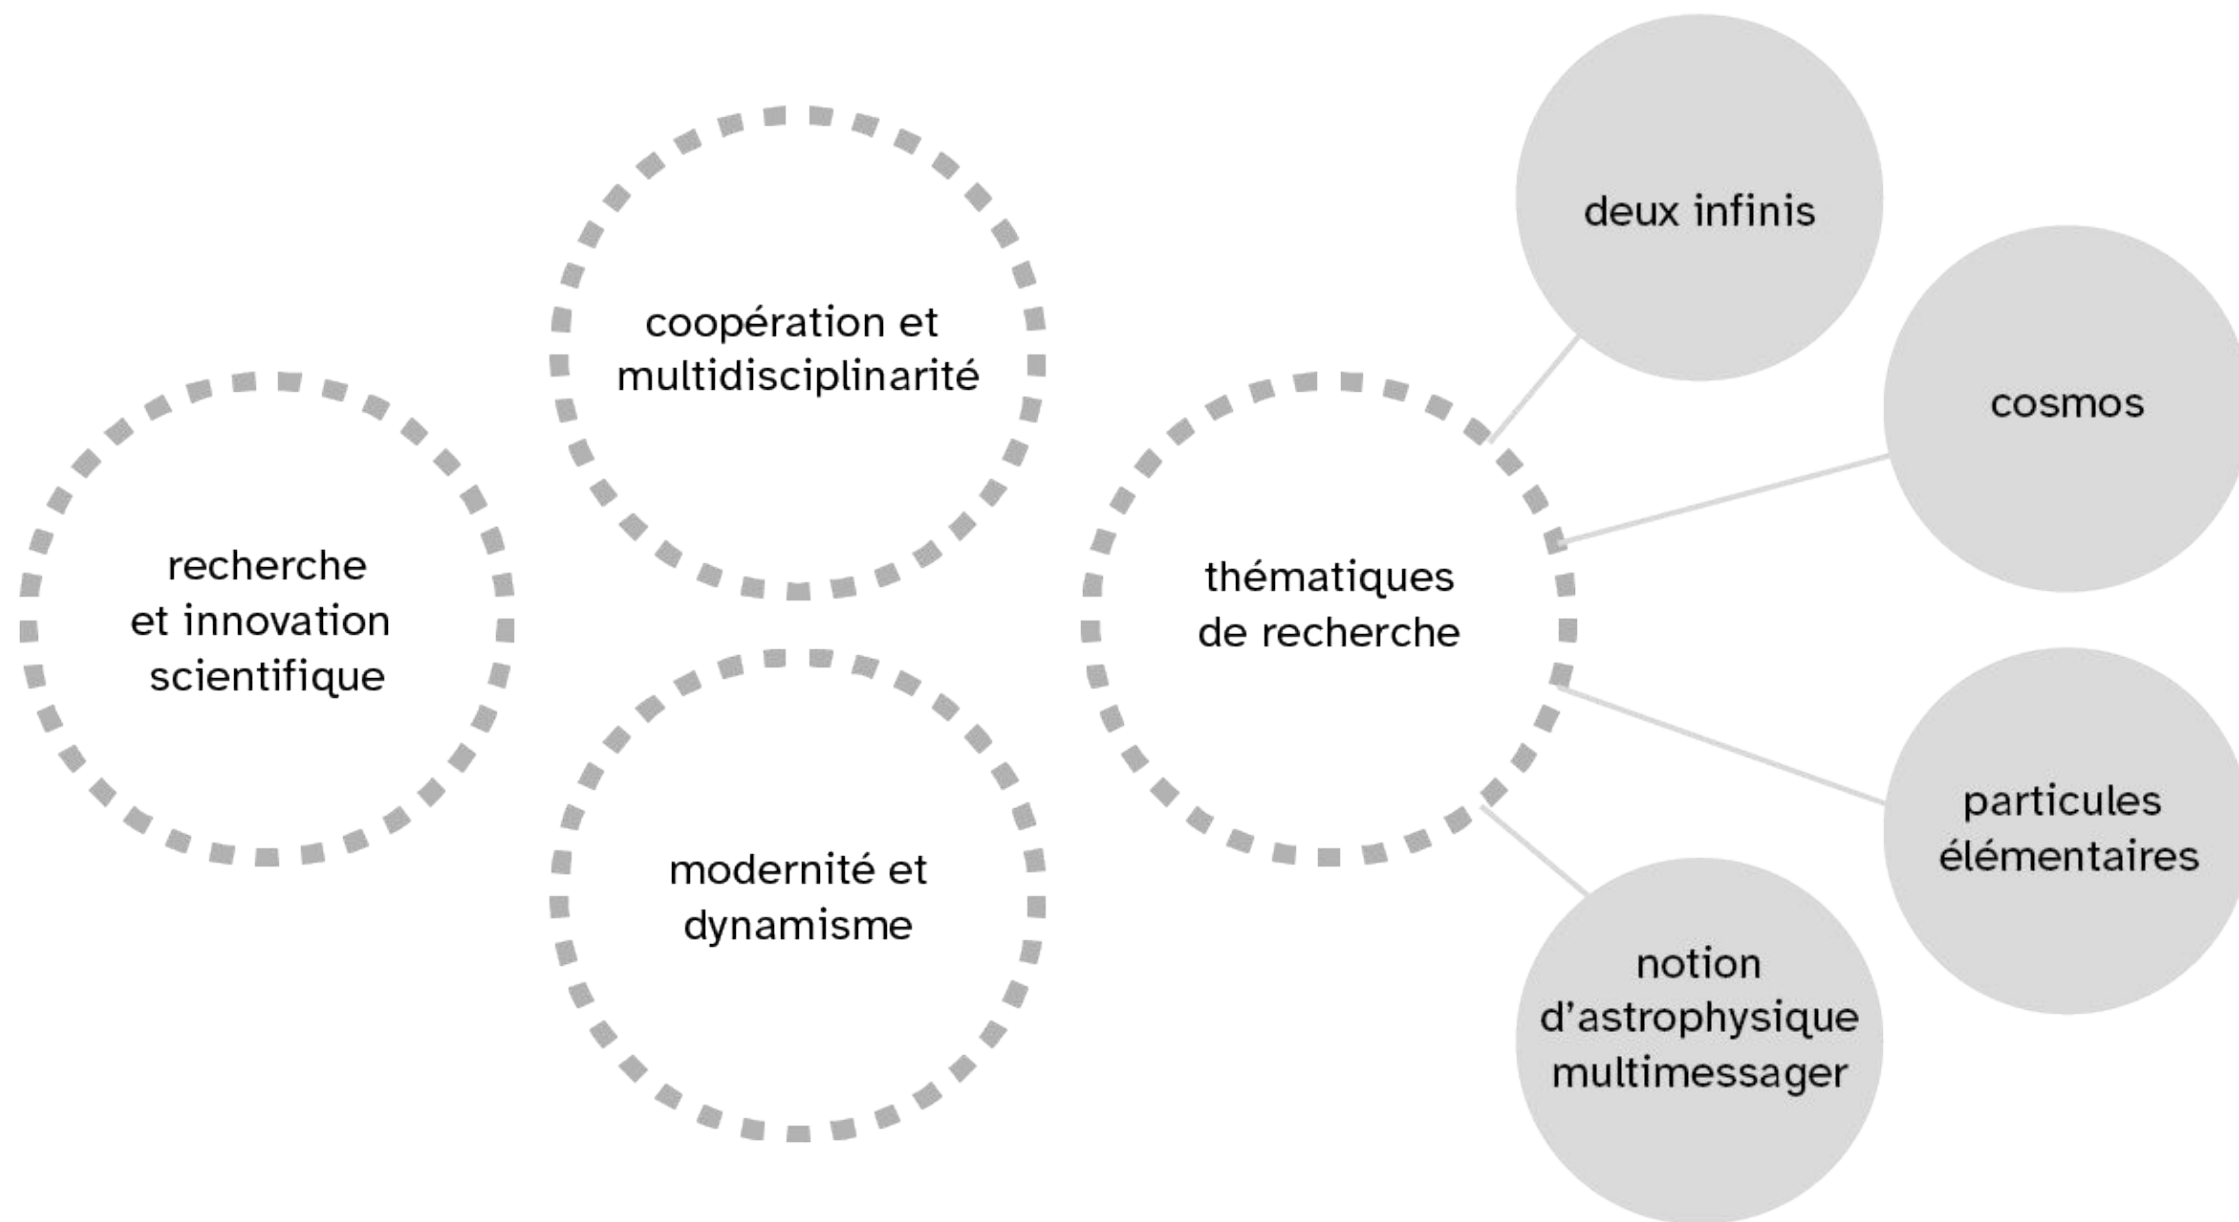 recherche
et innovation
scientifique
coopération et
multidisciplinarité
modernité et
dynamisme
thématiques
de recherche
deux infinis
cosmos
particules
élémentaires
notion
d’astrophysique
multimessager